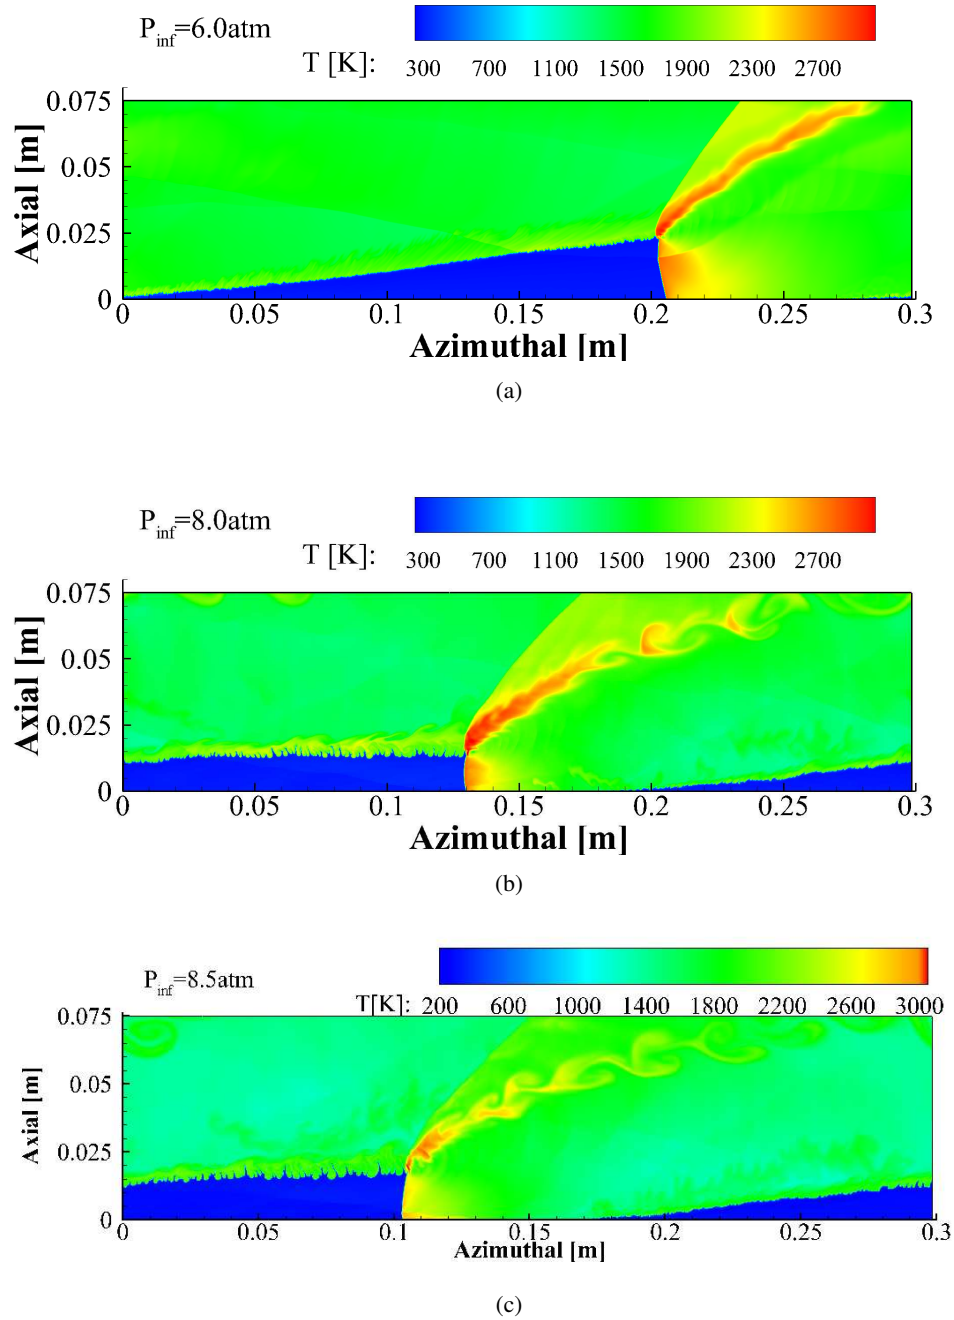 P_inf=6.0atm
T [K]: 300 700 1100 1500 1900 2300 2700
0.075
0.05
0.025
0
Axial [m]
0 0.05 0.1 0.15 0.2 0.25 0.3
Azimuthal [m]
(a)
P_inf=8.0atm
T [K]: 300 700 1100 1500 1900 2300 2700
0.075
0.05
0.025
0
Axial [m]
0 0.05 0.1 0.15 0.2 0.25 0.3
Azimuthal [m]
(b)
P_inf=8.5atm
T[K]: 200 600 1000 1400 1800 2200 2600 3000
0.075
0.05
0.025
0
Axial [m]
0 0.05 0.1 0.15 0.2 0.25 0.3
Azimuthal [m]
(c)